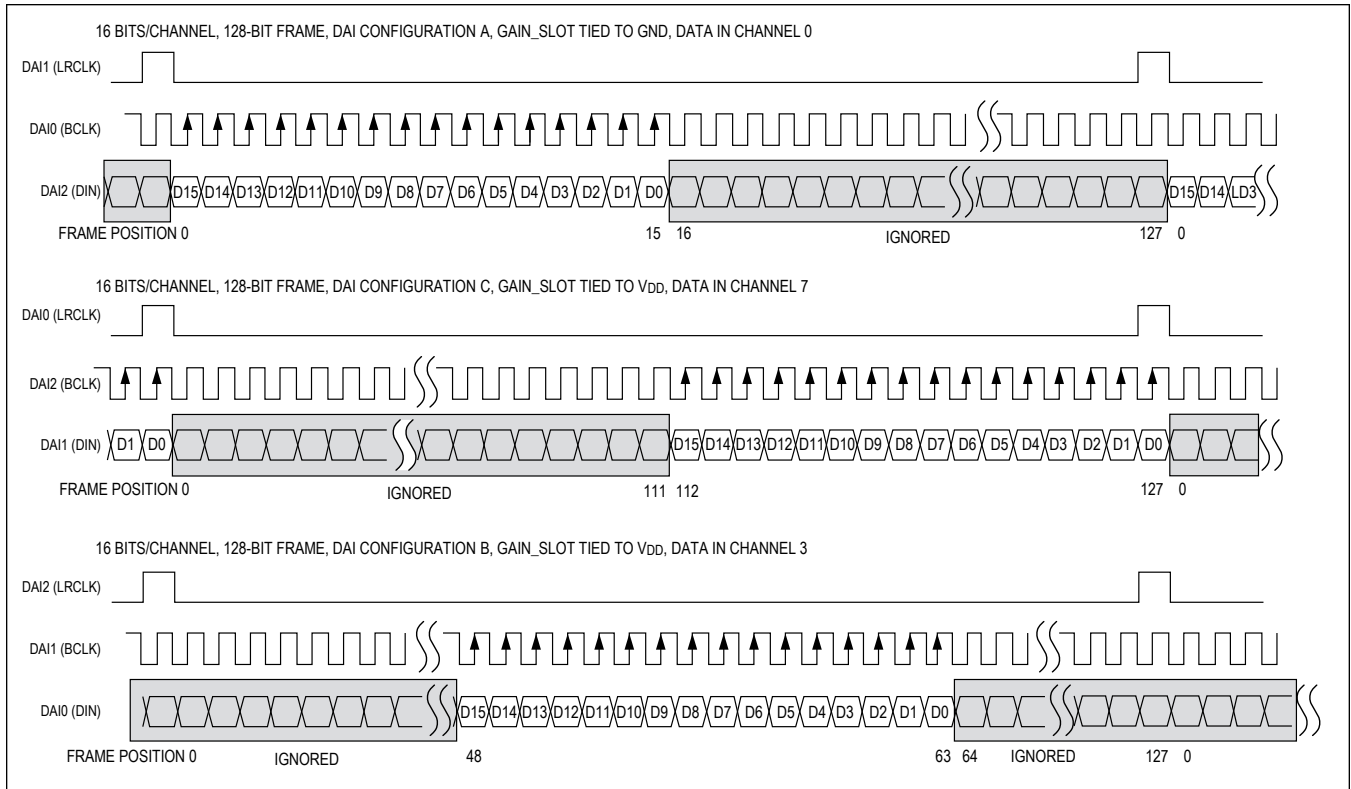 16 BITS/CHANNEL, 128-BIT FRAME, DAI CONFIGURATION A, GAIN_SLOT TIED TO GND, DATA IN CHANNEL 0
DAI1 (LRCLK)
DAI0 (BCLK)
DAI2 (DIN) D15 D14 D13 D12 D11 D10 D9 D8 D7 D6 D5 D4 D3 D2 D1 D0 D15 D14 LD3
FRAME POSITION 0 15 16 IGNORED 127 0
16 BITS/CHANNEL, 128-BIT FRAME, DAI CONFIGURATION C, GAIN_SLOT TIED TO VDD, DATA IN CHANNEL 7
DAI0 (LRCLK)
DAI2 (BCLK)
DAI1 (DIN) D1 D0 D15 D14 D13 D12 D11 D10 D9 D8 D7 D6 D5 D4 D3 D2 D1 D0
FRAME POSITION 0 IGNORED 111 112 127 0
16 BITS/CHANNEL, 128-BIT FRAME, DAI CONFIGURATION B, GAIN_SLOT TIED TO VDD, DATA IN CHANNEL 3
DAI2 (LRCLK)
DAI1 (BCLK)
DAI0 (DIN) D15 D14 D13 D12 D11 D10 D9 D8 D7 D6 D5 D4 D3 D2 D1 D0
FRAME POSITION 0 IGNORED 48 63 64 IGNORED 127 0